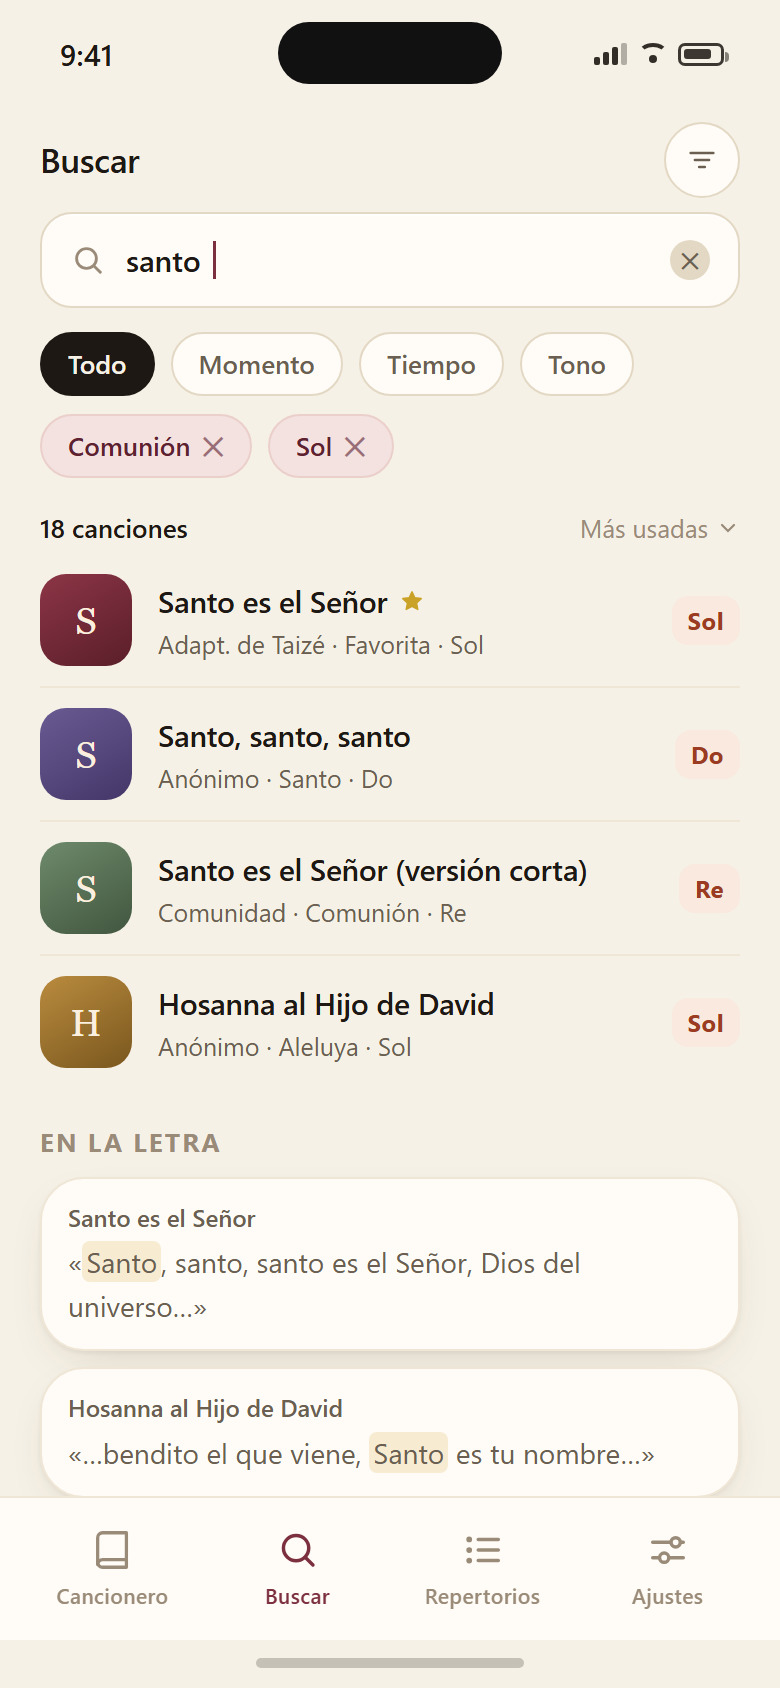 9:41
Buscar
santo
Todo Momento Tiempo Tono
Comunión Sol
18 canciones Más usadas
S Santo es el Señor Sol
Adapt. de Taizé · Favorita · Sol
S Santo, santo, santo Do
Anónimo · Santo · Do
S Santo es el Señor (versión corta) Re
Comunidad · Comunión · Re
H Hosanna al Hijo de David Sol
Anónimo · Aleluya · Sol
EN LA LETRA
Santo es el Señor
«Santo, santo, santo es el Señor, Dios del
universo...»
Hosanna al Hijo de David
«...bendito el que viene, Santo es tu nombre...»
Cancionero Buscar Repertorios Ajustes